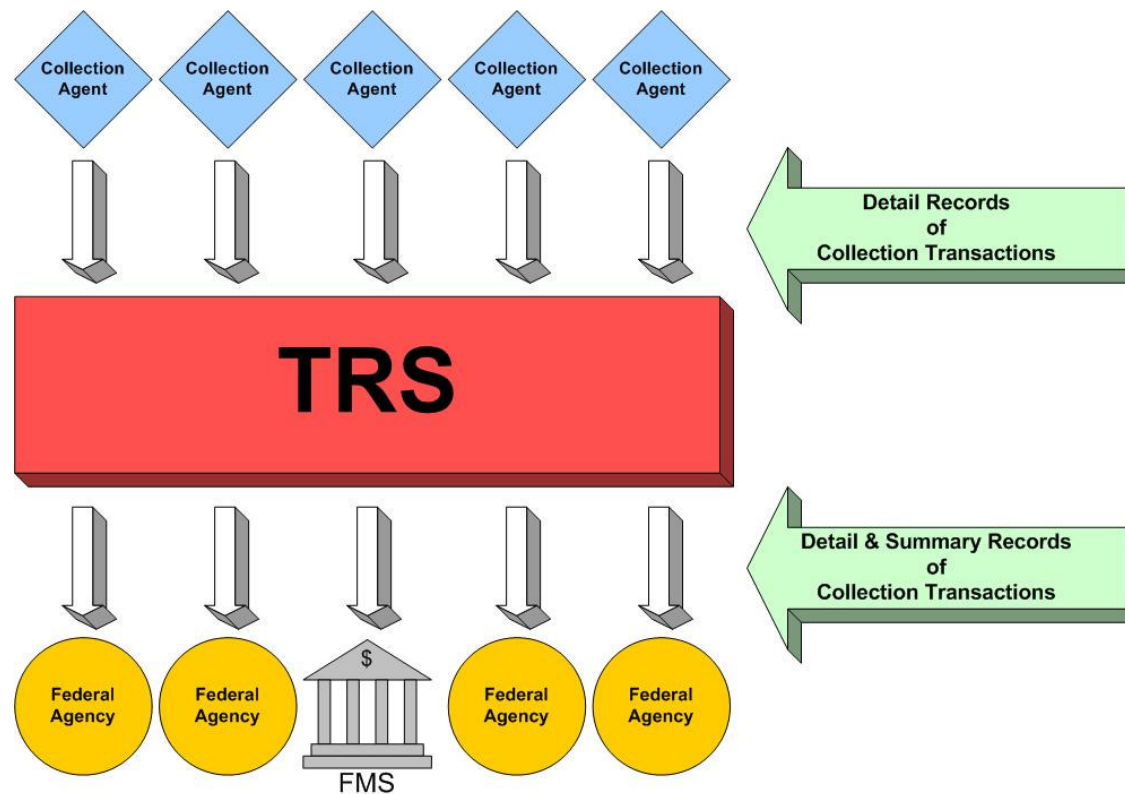 Collection
Agent
Collection
Agent
Collection
Agent
Collection
Agent
Collection
Agent
Detail Records
of
Collection Transactions
TRS
Detail & Summary Records
of
Collection Transactions
Federal
Agency
Federal
Agency
$
FMS
Federal
Agency
Federal
Agency